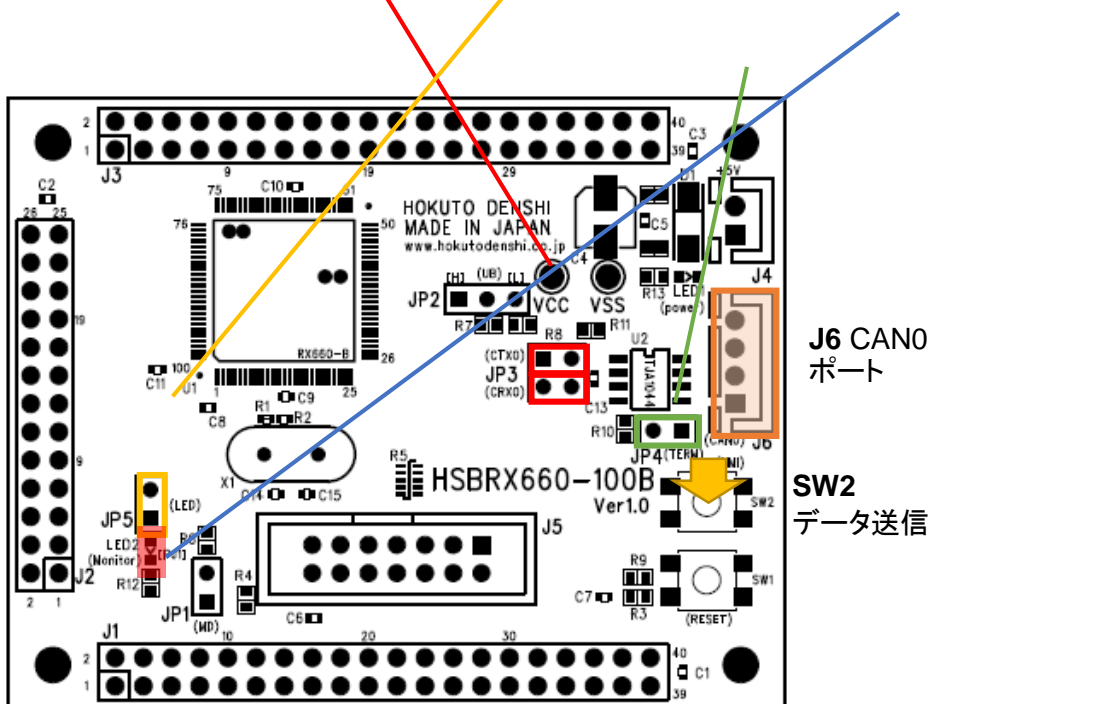 2
40
1
39
C3
J3
9
19
29
+5V
C2
26 25
75
C10
51
D1
76
50
HOKUTO DENSHI
MADE IN JAPAN
www.hokutodenshi.co.jp
C5
C4
J4
[H] (UB) [L]
JP2
VCC
VSS
R13
LED1
(power)
R7
R8
R11
U2
19
RX660-B
26
(CTX0)
JP3
(CRX0)
TJA1044
J6 CAN0
ポート
C11
100
U1
1
25
C9
C8
R1
R2
C13
R10
JP4 (TERM)
(CAN0)
J6
9
X1
C14
C15
R5
HSBRX660-100B
Ver1.0
SW2
SW2
データ送信
(LED)
JP5
LED2
(Monitor)
R12
J5
J2
2 1
R4
JP1
(MD)
C6
R9
C7
R3
SW1
(RESET)
J1
10
20
30
2
40
1
39
C1